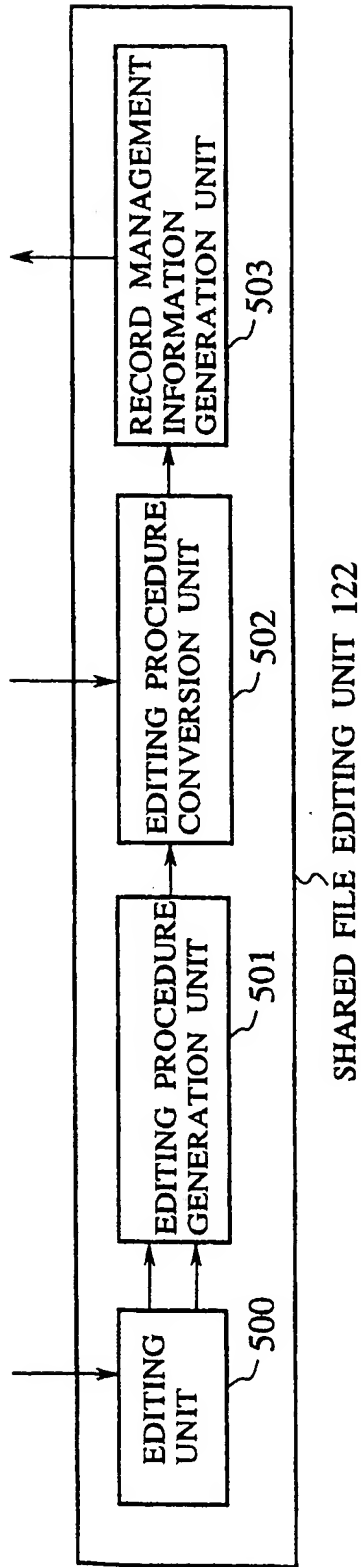 EDITING
UNIT
500
EDITING PROCEDURE
GENERATION UNIT
501
EDITING PROCEDURE
CONVERSION UNIT
502
RECORD MANAGEMENT
INFORMATION
GENERATION UNIT
503
SHARED FILE EDITING UNIT 122